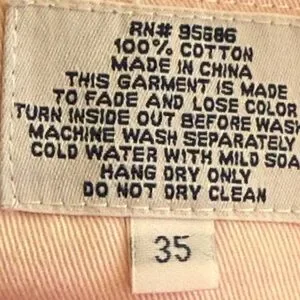 RN# 95686
100% COTTON
MADE IN CHINA
THIS GARMENT IS MADE
TO FADE AND LOSE COLOR
TURN INSIDE OUT BEFORE WAS
MACHINE WASH SEPARATELY
COLD WATER WITH MILD SOA
HANG DRY ONLY
DO NOT DRY CLEAN
35